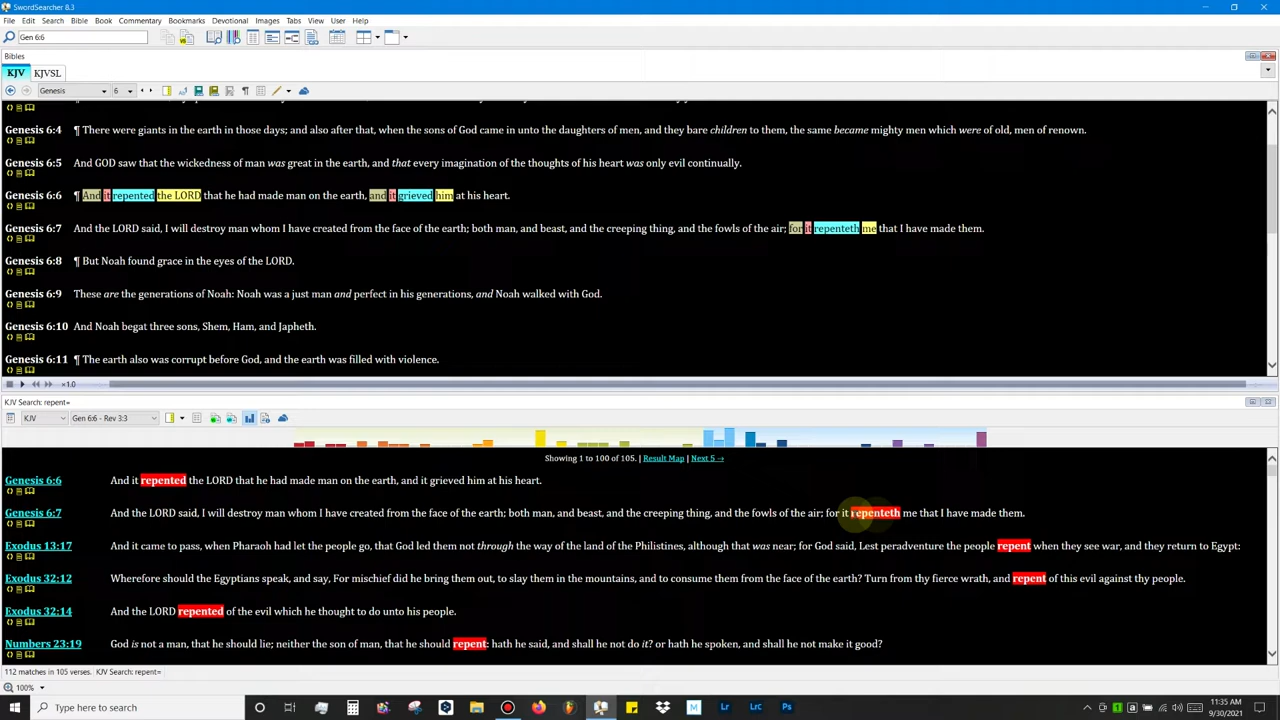 SwordSearcher 8.3
File Edit Search Bible Book Commentary Bookmarks Devotional Images Tabs View User Help
Gen 6:6
Bibles
KJV KJVSL
Genesis 6
Genesis 6:4 ¶ There were giants in the earth in those days; and also after that, when the sons of God came in unto the daughters of men, and they bare children to them, the same became mighty men which were of old, men of renown.
Genesis 6:5 And GOD saw that the wickedness of man was great in the earth, and that every imagination of the thoughts of his heart was only evil continually.
Genesis 6:6 ¶ And it repented the LORD that he had made man on the earth, and it grieved him at his heart.
Genesis 6:7 And the LORD said, I will destroy man whom I have created from the face of the earth; both man, and beast, and the creeping thing, and the fowls of the air; for it repenteth me that I have made them.
Genesis 6:8 ¶ But Noah found grace in the eyes of the LORD.
Genesis 6:9 These are the generations of Noah: Noah was a just man and perfect in his generations, and Noah walked with God.
Genesis 6:10 And Noah begat three sons, Shem, Ham, and Japheth.
Genesis 6:11 ¶ The earth also was corrupt before God, and the earth was filled with violence.
×1.0
KJV Search: repent=
KJV Gen 6:6 - Rev 3:3
Showing 1 to 100 of 105. | Result Map | Next 5 →
Genesis 6:6 And it repented the LORD that he had made man on the earth, and it grieved him at his heart.
Genesis 6:7 And the LORD said, I will destroy man whom I have created from the face of the earth; both man, and beast, and the creeping thing, and the fowls of the air; for it repenteth me that I have made them.
Exodus 13:17 And it came to pass, when Pharaoh had let the people go, that God led them not through the way of the land of the Philistines, although that was near; for God said, Lest peradventure the people repent when they see war, and they return to Egypt:
Exodus 32:12 Wherefore should the Egyptians speak, and say, For mischief did he bring them out, to slay them in the mountains, and to consume them from the face of the earth? Turn from thy fierce wrath, and repent of this evil against thy people.
Exodus 32:14 And the LORD repented of the evil which he thought to do unto his people.
Numbers 23:19 God is not a man, that he should lie; neither the son of man, that he should repent: hath he said, and shall he not do it? or hath he spoken, and shall he not make it good?
112 matches in 105 verses. KJV Search: repent=
100%
Type here to search
M Lr Lrc Ps
11:35 AM
9/30/2021